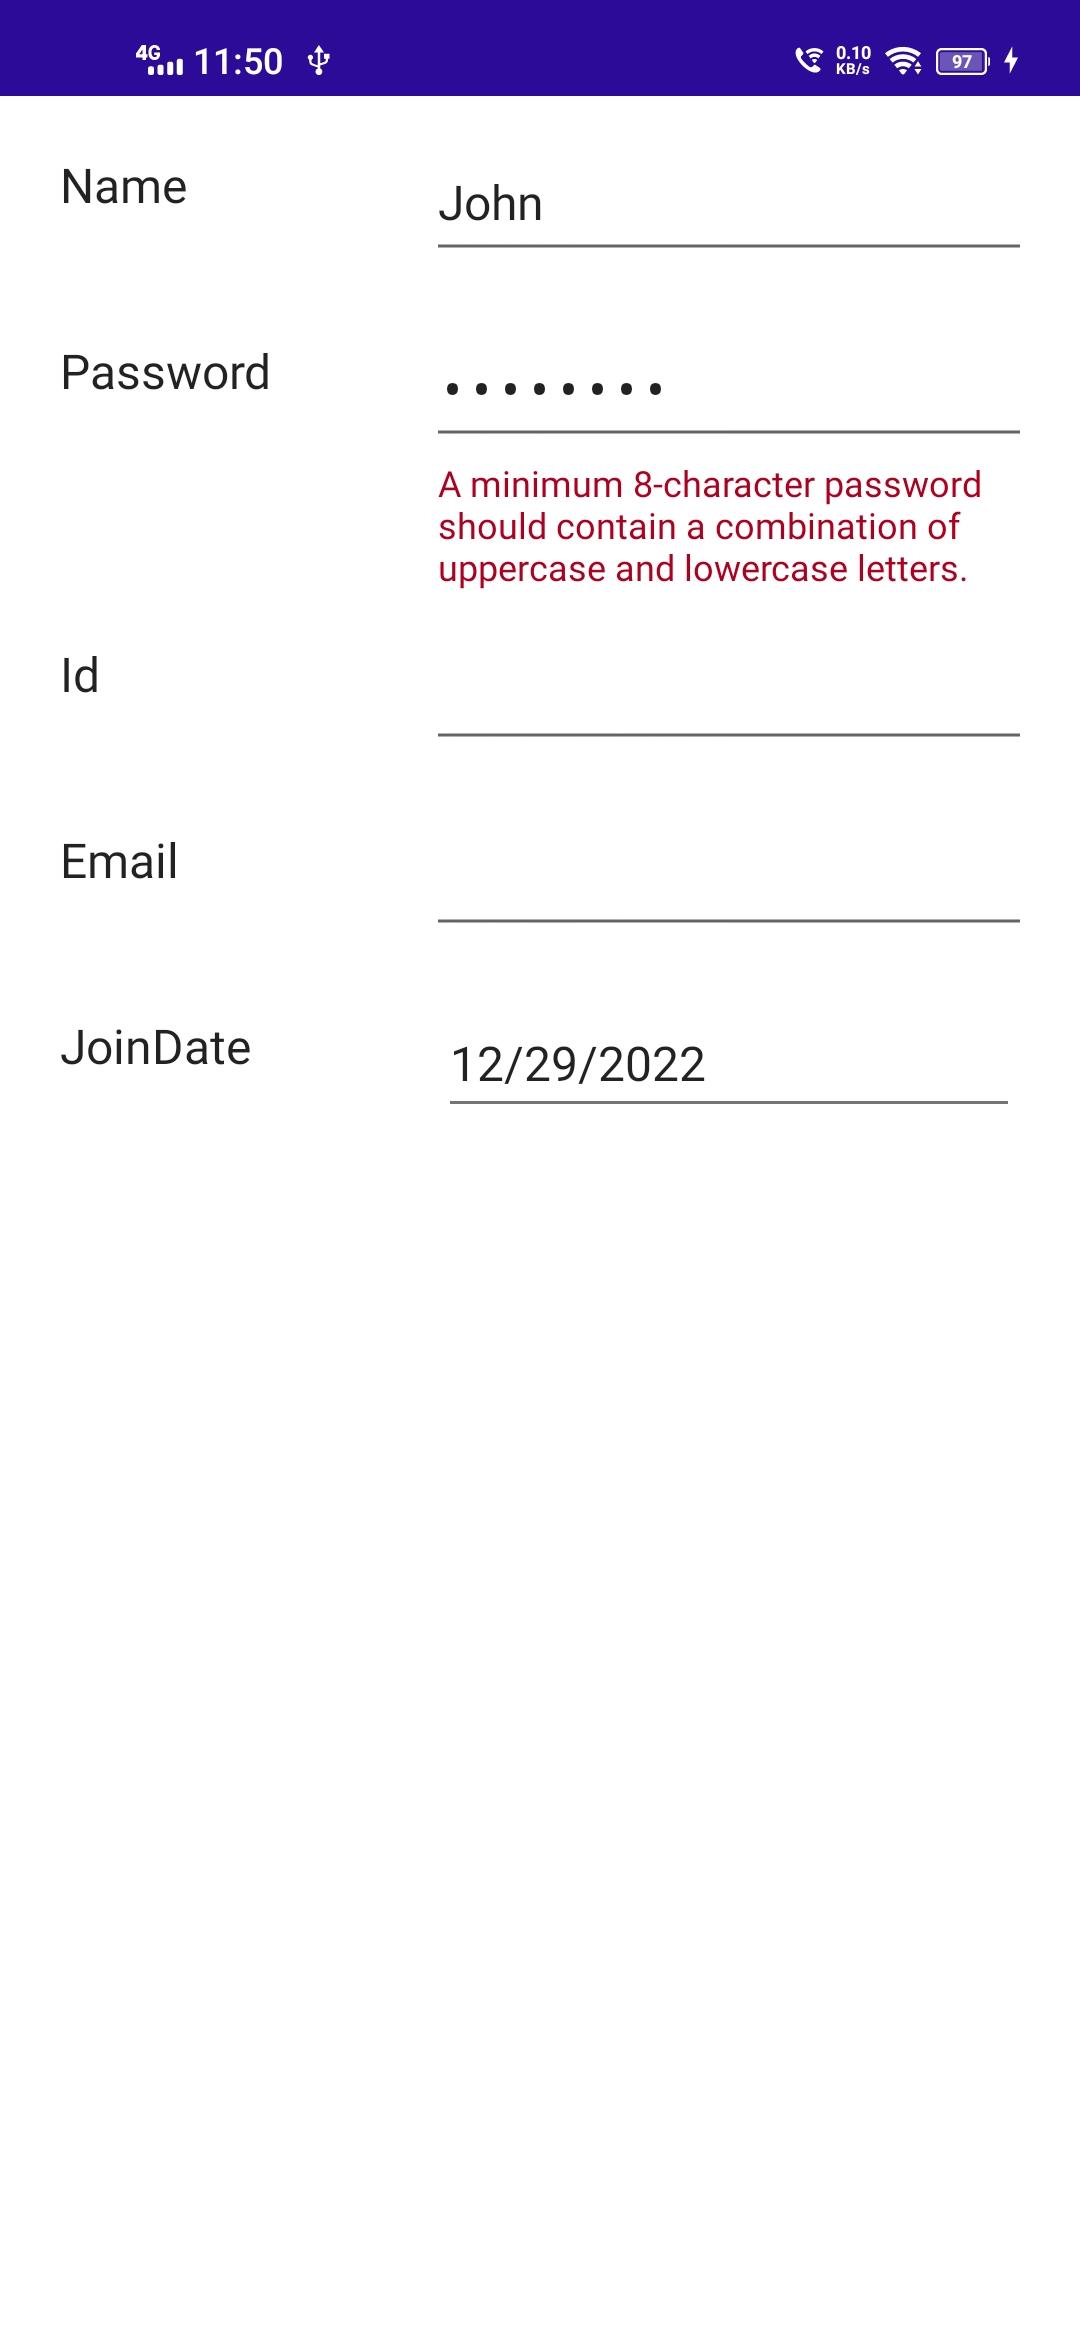 4G 11:50 0.10 KB/s 97
Name John
Password ••••••••
A minimum 8-character password
should contain a combination of
uppercase and lowercase letters.
Id
Email
JoinDate 12/29/2022